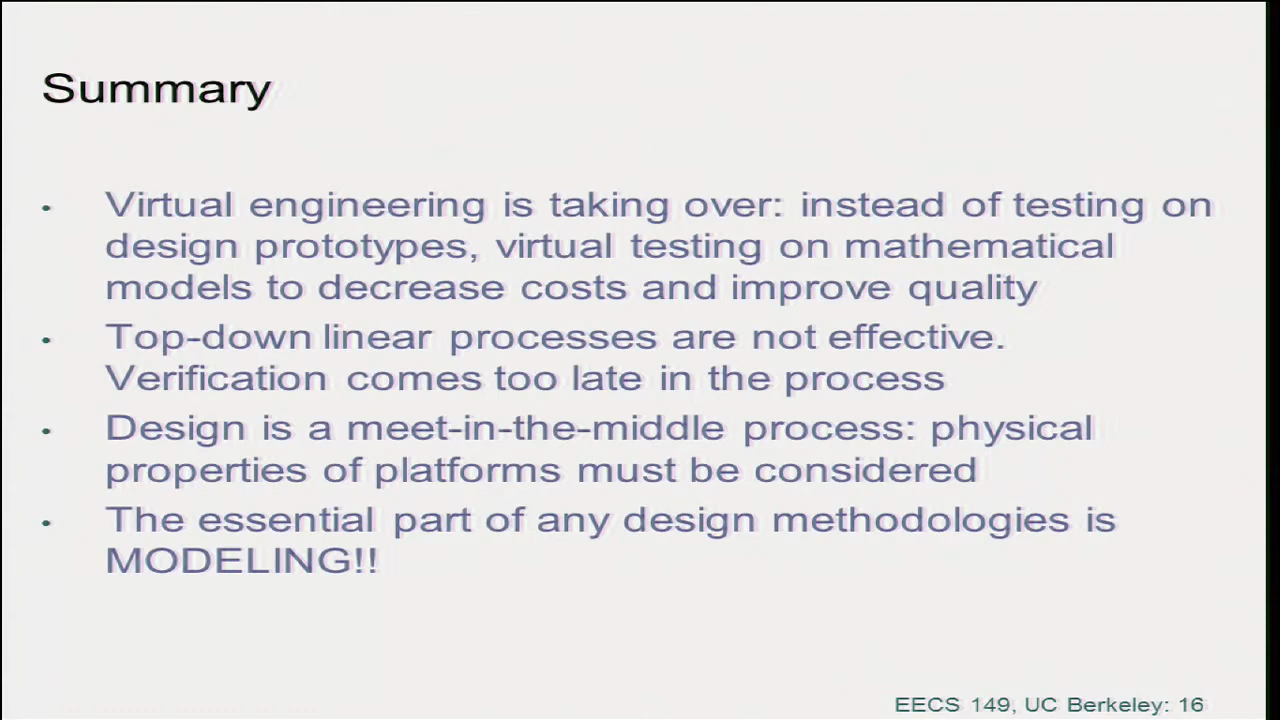 Summary
• Virtual engineering is taking over: instead of testing on
design prototypes, virtual testing on mathematical
models to decrease costs and improve quality
• Top-down linear processes are not effective.
Verification comes too late in the process
• Design is a meet-in-the-middle process: physical
properties of platforms must be considered
• The essential part of any design methodologies is
MODELING!!
EECS 149, UC Berkeley: 16